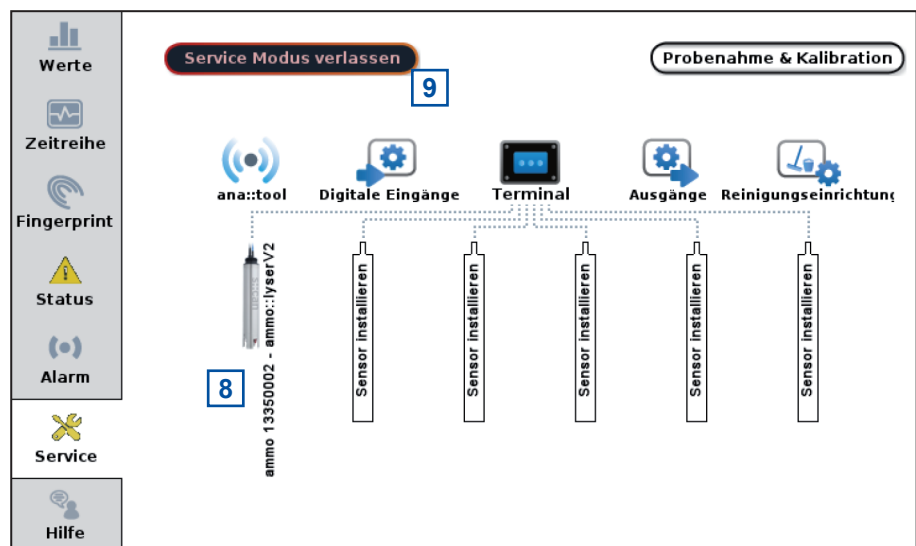 Werte
Zeitreihe
Fingerprint
Status
Alarm
Service
Hilfe
Service Modus verlassen
9
Probenahme & Kalibration
ana::tool
Digitale Eingänge
Terminal
Ausgänge
Reinigungseinrichtung
8
ammo 13350002 - ammo::lyserV2
Sensor installieren
Sensor installieren
Sensor installieren
Sensor installieren
Sensor installieren